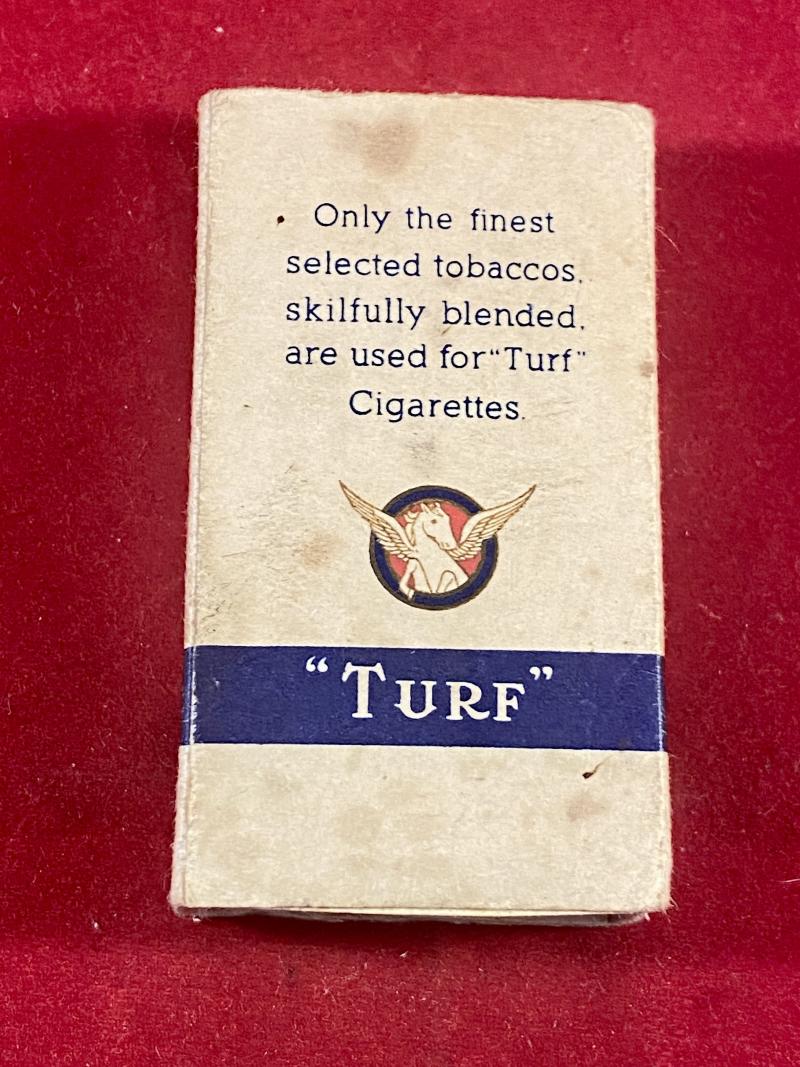 Only the finest
selected tobaccos,
skilfully blended,
are used for "Turf"
Cigarettes.
“TURF”